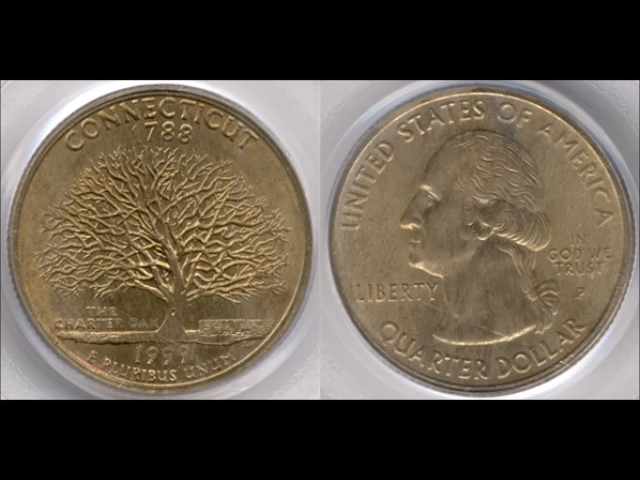 CONNECTICUT
1788
THE
CHARTER OAK
1999
E PLURIBUS UNUM
UNITED STATES OF AMERICA
IN
GOD WE
TRUST
LIBERTY
P
QUARTER DOLLAR